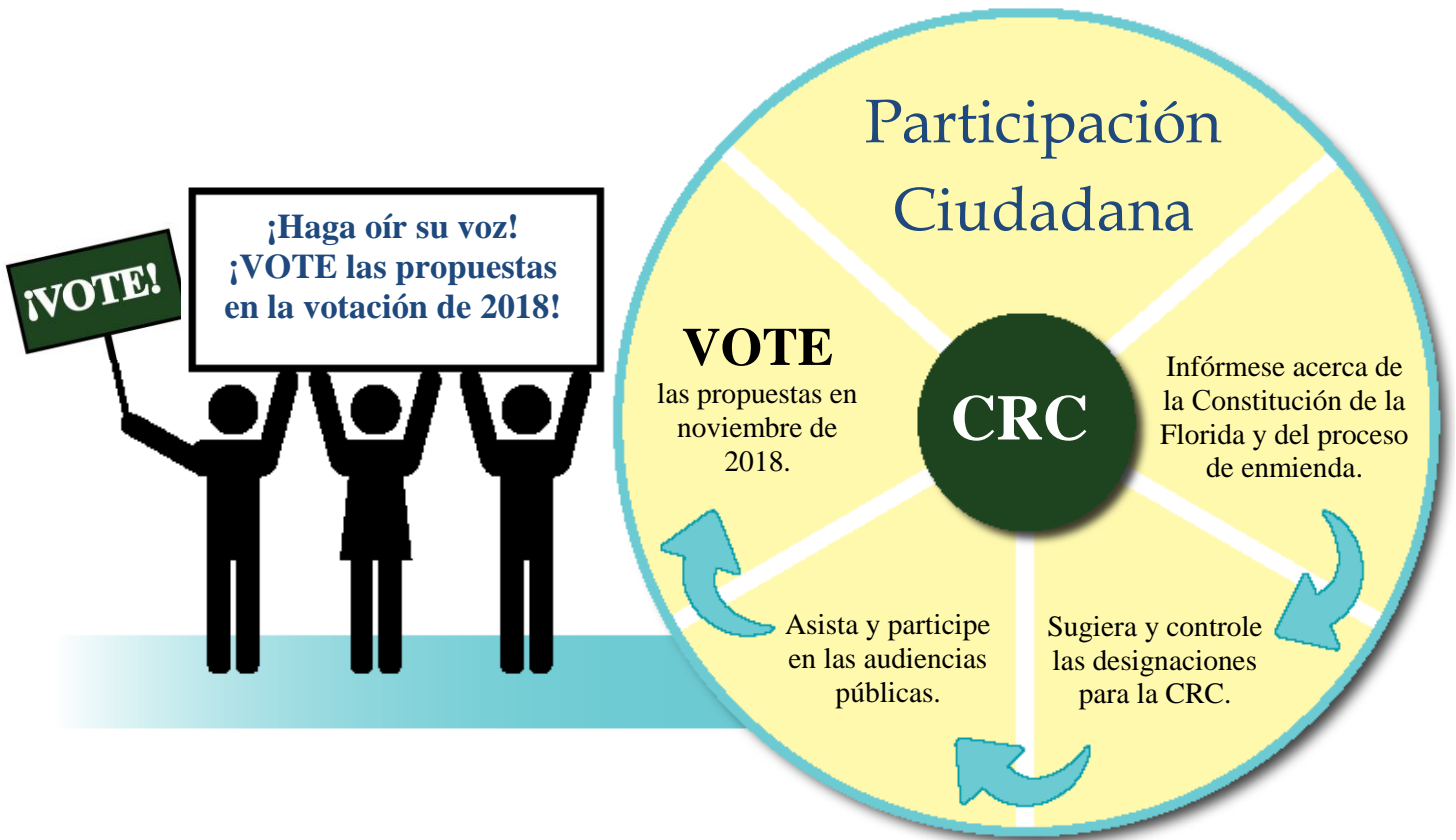 ¡VOTE!
¡Haga oír su voz!
¡VOTE las propuestas
en la votación de 2018!
Participación
Ciudadana
CRC
Infórmese acerca de
la Constitución de la
Florida y del proceso
de enmienda.
Sugiera y controle
las designaciones
para la CRC.
Asista y participe
en las audiencias
públicas.
VOTE
las propuestas en
noviembre de
2018.